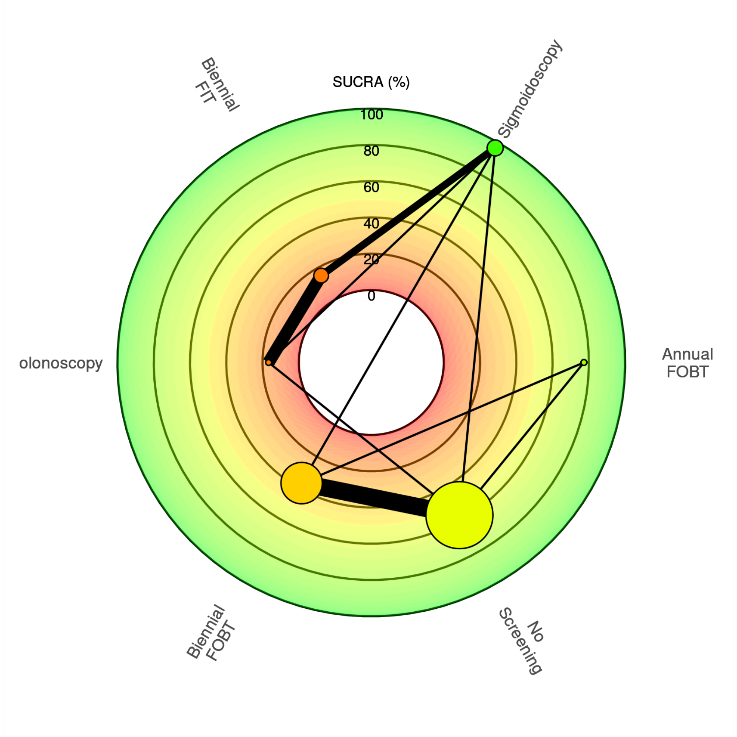 Biennial
FIT
SUCRA (%)
Sigmoidoscopy
100
80
60
40
20
0
olonoscopy
Annual
FOBT
Biennial
FOBT
No
Screening